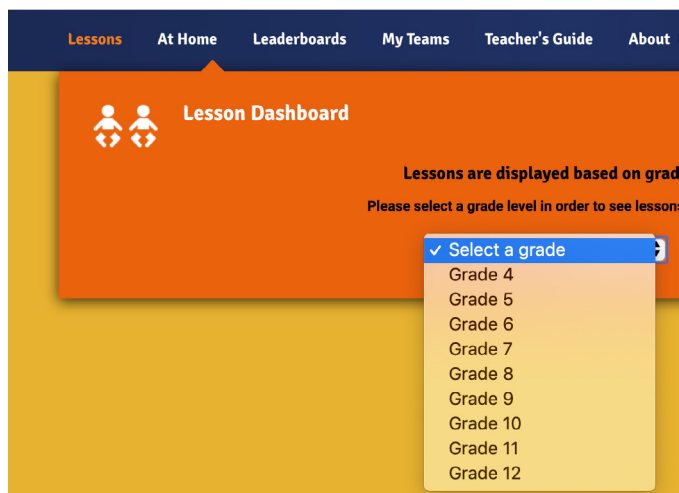 Lessons At Home Leaderboards My Teams Teacher's Guide About
Lesson Dashboard
Lessons are displayed based on grad
Please select a grade level in order to see lesson
Select a grade
Grade 4
Grade 5
Grade 6
Grade 7
Grade 8
Grade 9
Grade 10
Grade 11
Grade 12